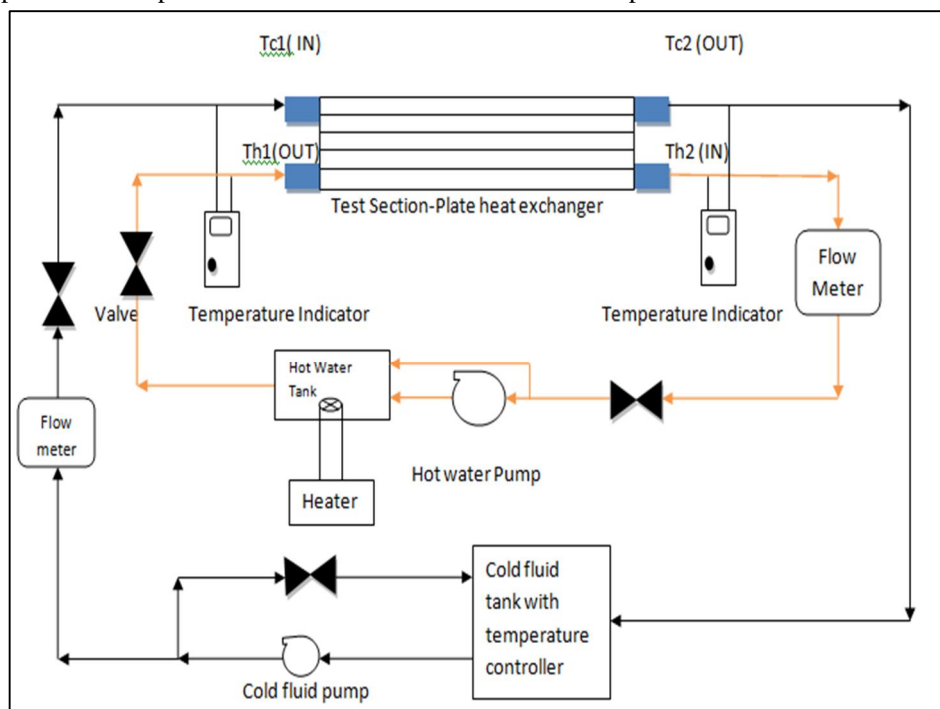 Tc1( IN)
Tc2 (OUT)
Th1(OUT)
Th2 (IN)
Test Section-Plate heat exchanger
Flow
Meter
Valve
Temperature Indicator
Temperature Indicator
Hot Water
Tank
Flow
meter
Hot water Pump
Heater
Cold fluid
tank with
temperature
controller
Cold fluid pump